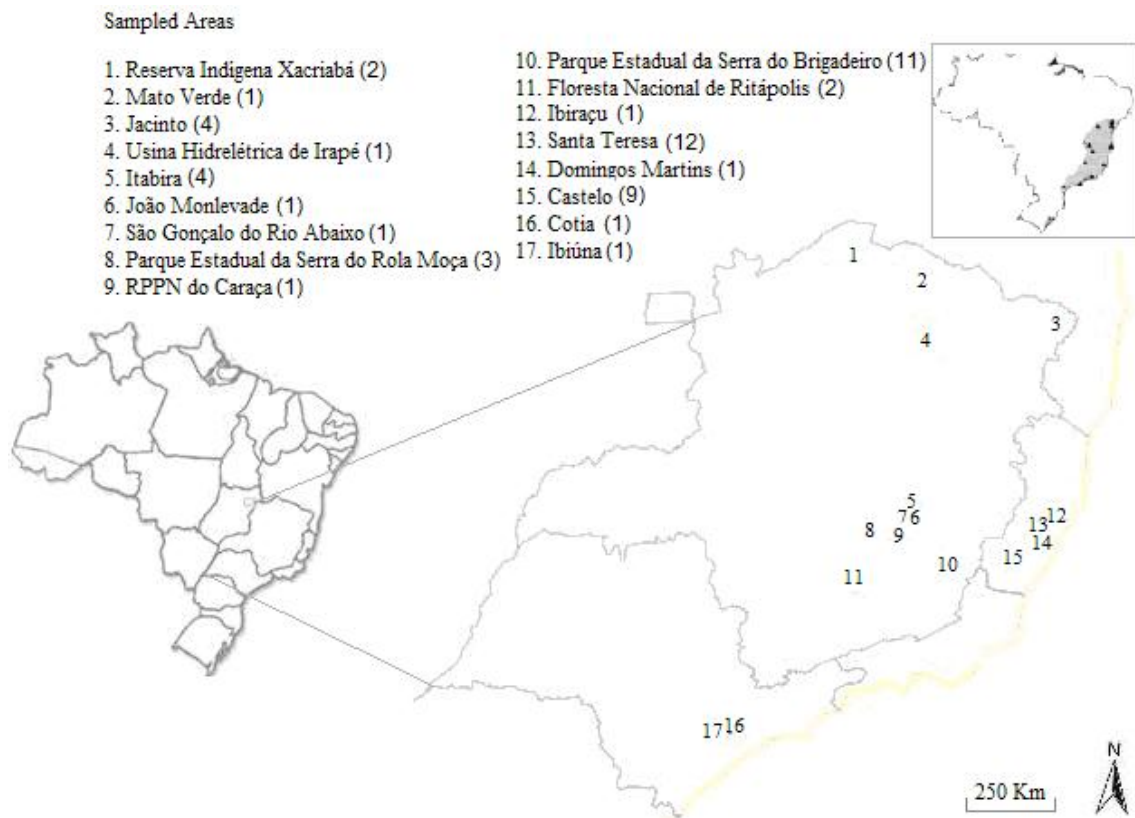 Sampled Areas
1. Reserva Indigena Xacriabá (2)
2. Mato Verde (1)
3. Jacinto (4)
4. Usina Hidrelétrica de Irapé (1)
5. Itabira (4)
6. João Monlevade (1)
7. São Gonçalo do Rio Abaixo (1)
8. Parque Estadual da Serra do Rola Moça (3)
9. RPPN do Caraça (1)
10. Parque Estadual da Serra do Brigadeiro (11)
11. Floresta Nacional de Ritápolis (2)
12. Ibiraçu (1)
13. Santa Teresa (12)
14. Domingos Martins (1)
15. Castelo (9)
16. Cotia (1)
17. Ibiúna (1)
1
2
3
4
5
7 6
8
9
10
11
13 12
14
15
17 16
N
250 Km